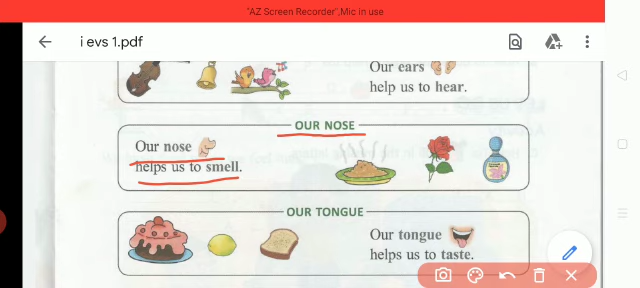 "AZ Screen Recorder",Mic in use
i evs 1.pdf
Our ears
help us to hear.
OUR NOSE
Our nose
helps us to smell.
OUR TONGUE
Our tongue
helps us to taste.